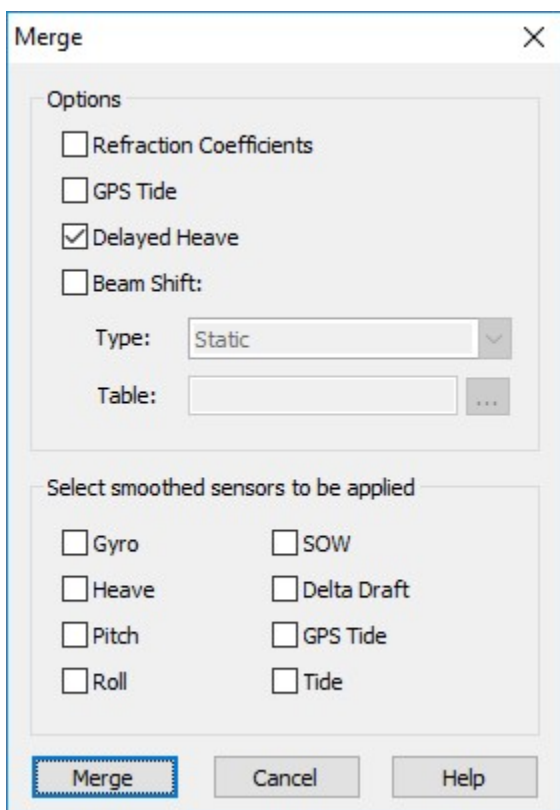 Merge
Options
Refraction Coefficients
GPS Tide
Delayed Heave
Beam Shift:
Type: Static
Table: ...
Select smoothed sensors to be applied
Gyro SOW
Heave Delta Draft
Pitch GPS Tide
Roll Tide
Merge Cancel Help